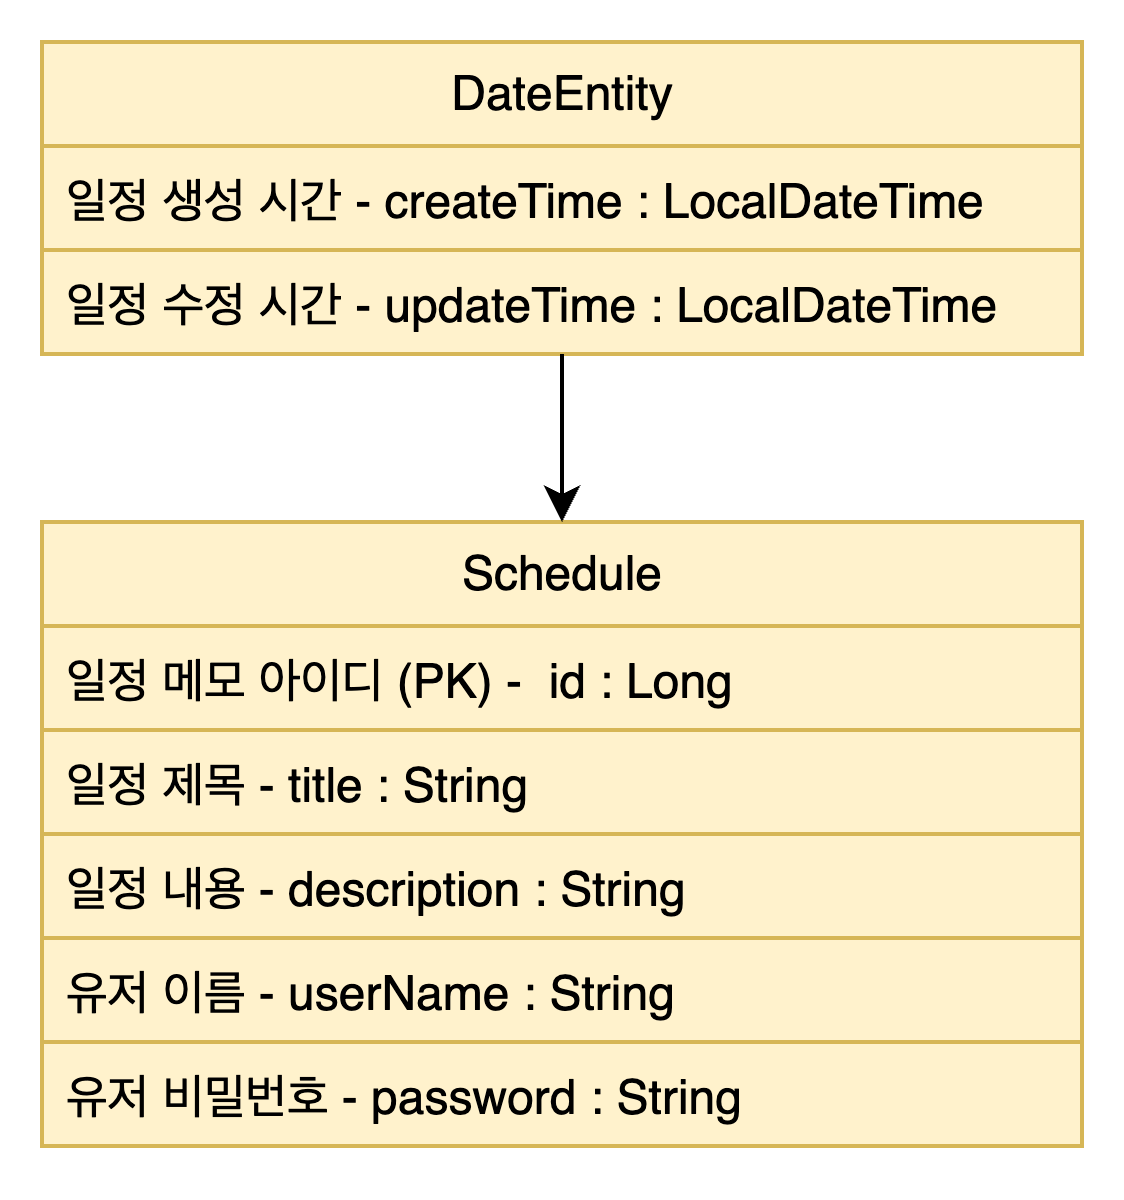 DateEntity
일정 생성 시간 - createTime : LocalDateTime
일정 수정 시간 - updateTime : LocalDateTime
Schedule
일정 메모 아이디 (PK) -  id : Long
일정 제목 - title : String
일정 내용 - description : String
유저 이름 - userName : String
유저 비밀번호 - password : String